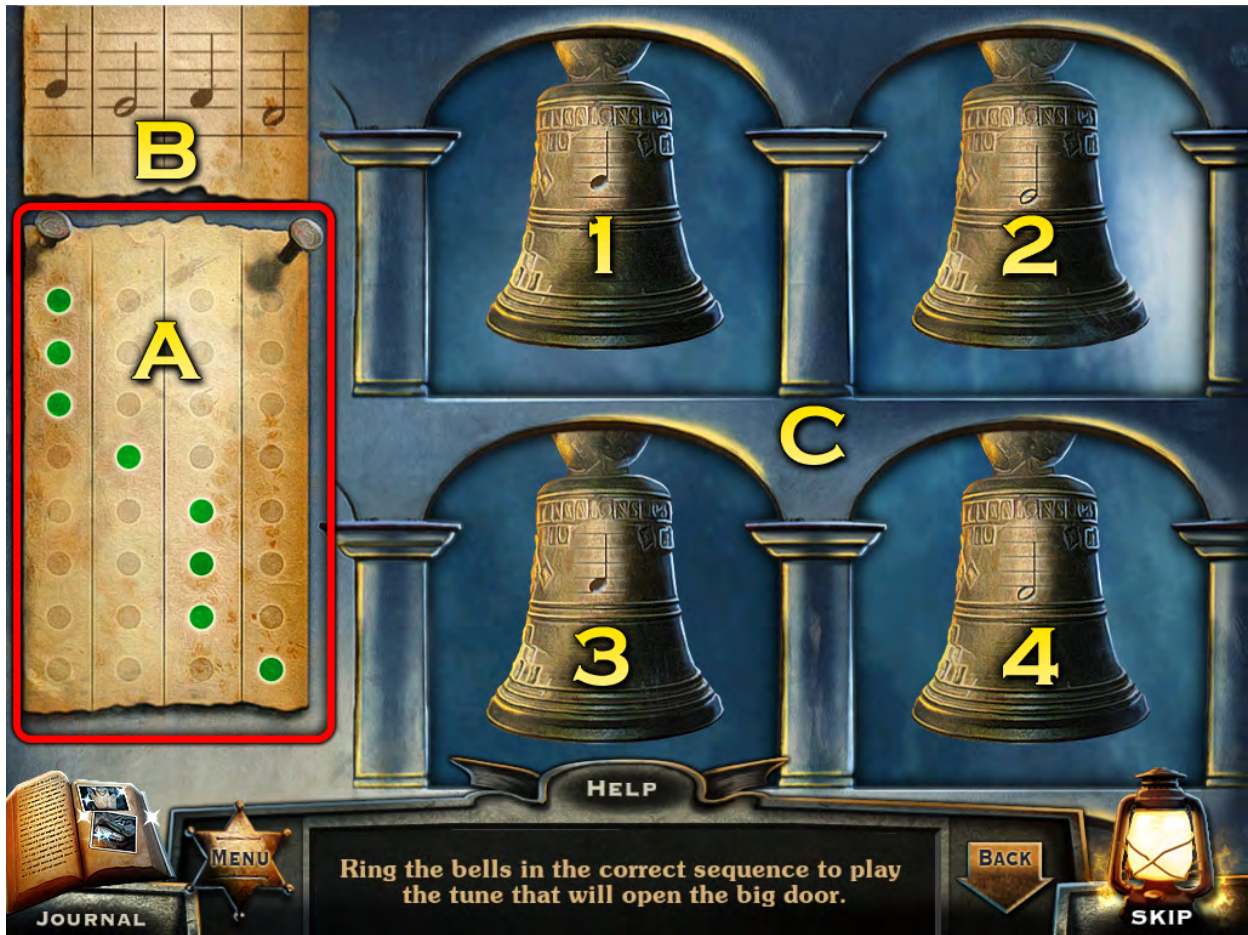 B
A
1
2
C
3
4
HELP
MENU
Ring the bells in the correct sequence to play
the tune that will open the big door.
BACK
JOURNAL
SKIP